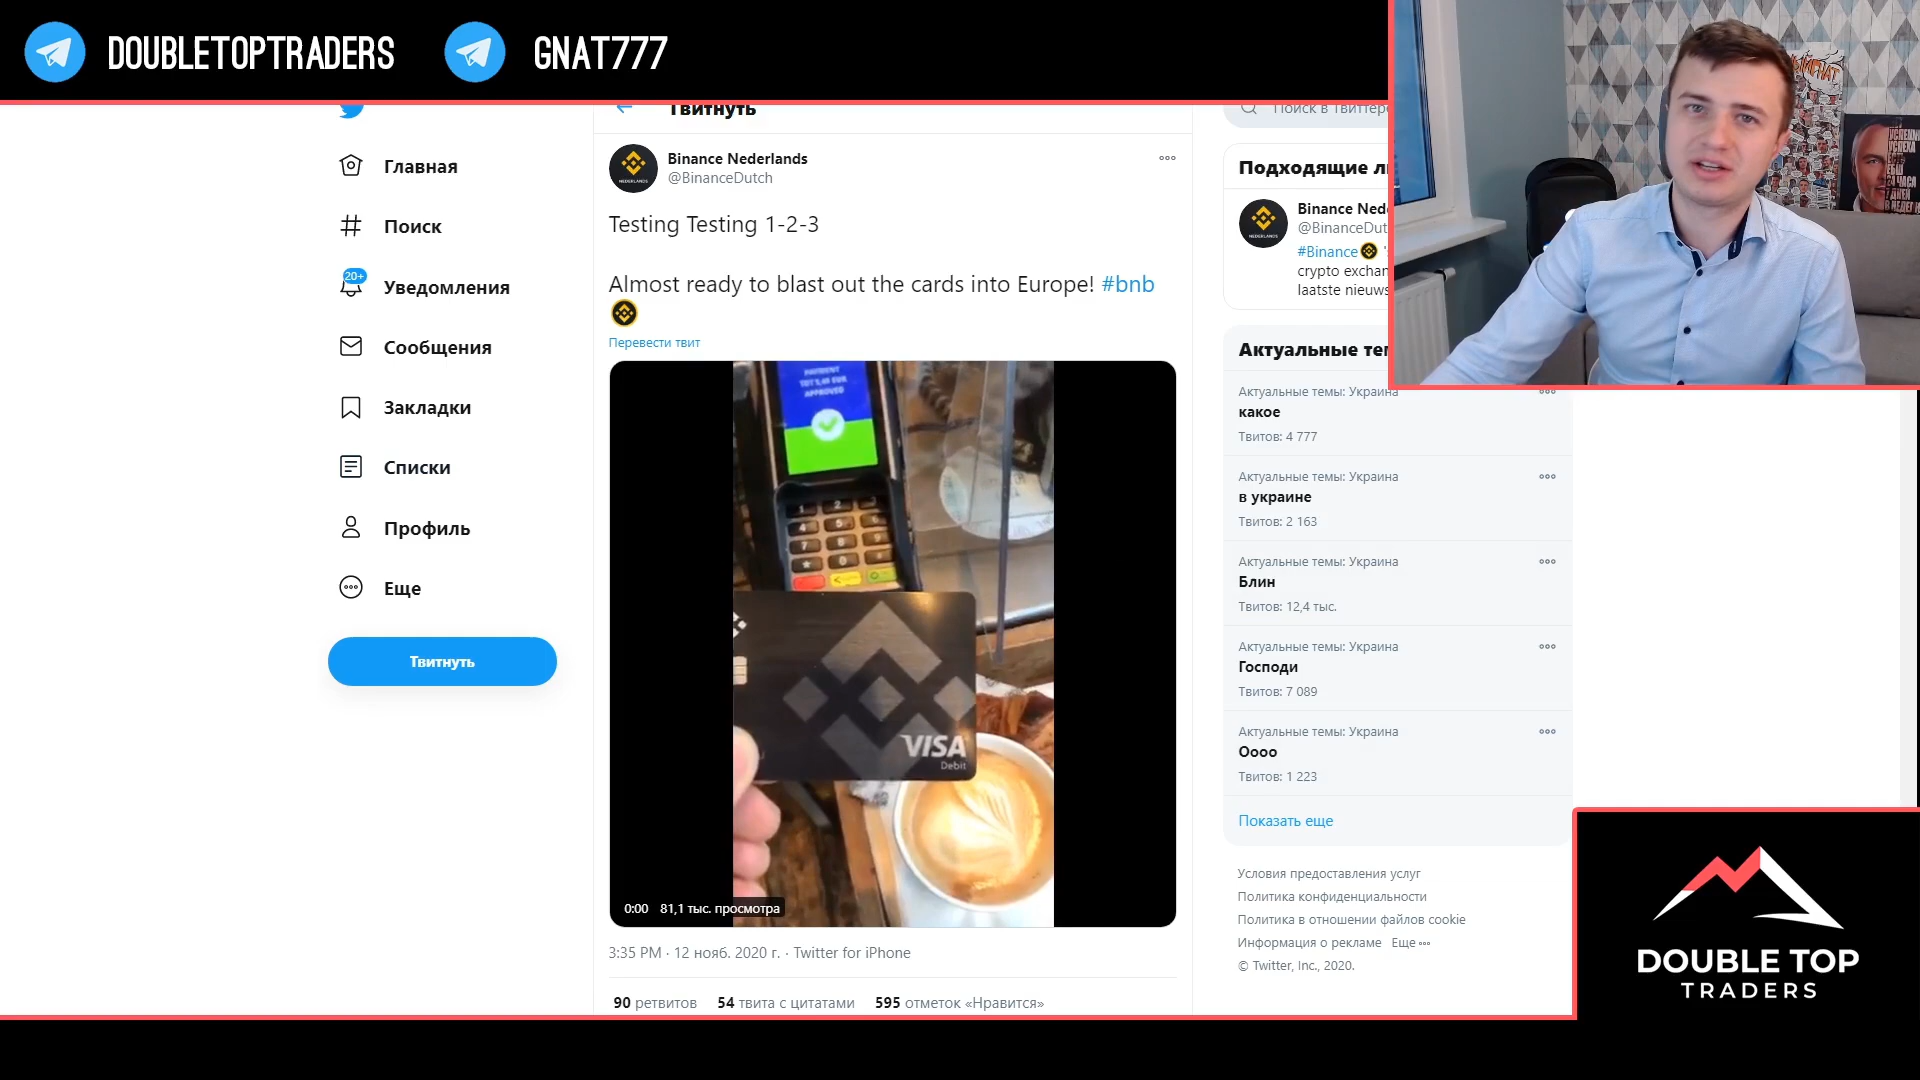 DOUBLETOPTRADERS
GNAT777
Твитнуть
Главная
Поиск
20+
Уведомления
Сообщения
Закладки
Списки
Профиль
Еще
Твитнуть
Binance Nederlands
@BinanceDutch
Testing Testing 1-2-3
Almost ready to blast out the cards into Europe! #bnb
Перевести твит
PAYMENT
APPROVED
VISA
Debit
0:00 81,1 тыс. просмотра
3:35 PM · 12 нояб. 2020 г. · Twitter for iPhone
90 ретвитов 54 твита с цитатами 595 отметок «Нравится»
Поиск в Твиттере
Подходящие л
Binance Ned
@BinanceDut
#Binance
crypto exchan
laatste nieuws
Актуальные тем
Актуальные темы: Украина
какое
Твитов: 4 777
Актуальные темы: Украина
в украине
Твитов: 2 163
Актуальные темы: Украина
Блин
Твитов: 12,4 тыс.
Актуальные темы: Украина
Господи
Твитов: 7 089
Актуальные темы: Украина
Оооо
Твитов: 1 223
Показать еще
Условия предоставления услуг
Политика конфиденциальности
Политика в отношении файлов cookie
Информация о рекламе Еще
© Twitter, Inc., 2020.
DOUBLE TOP
TRADERS